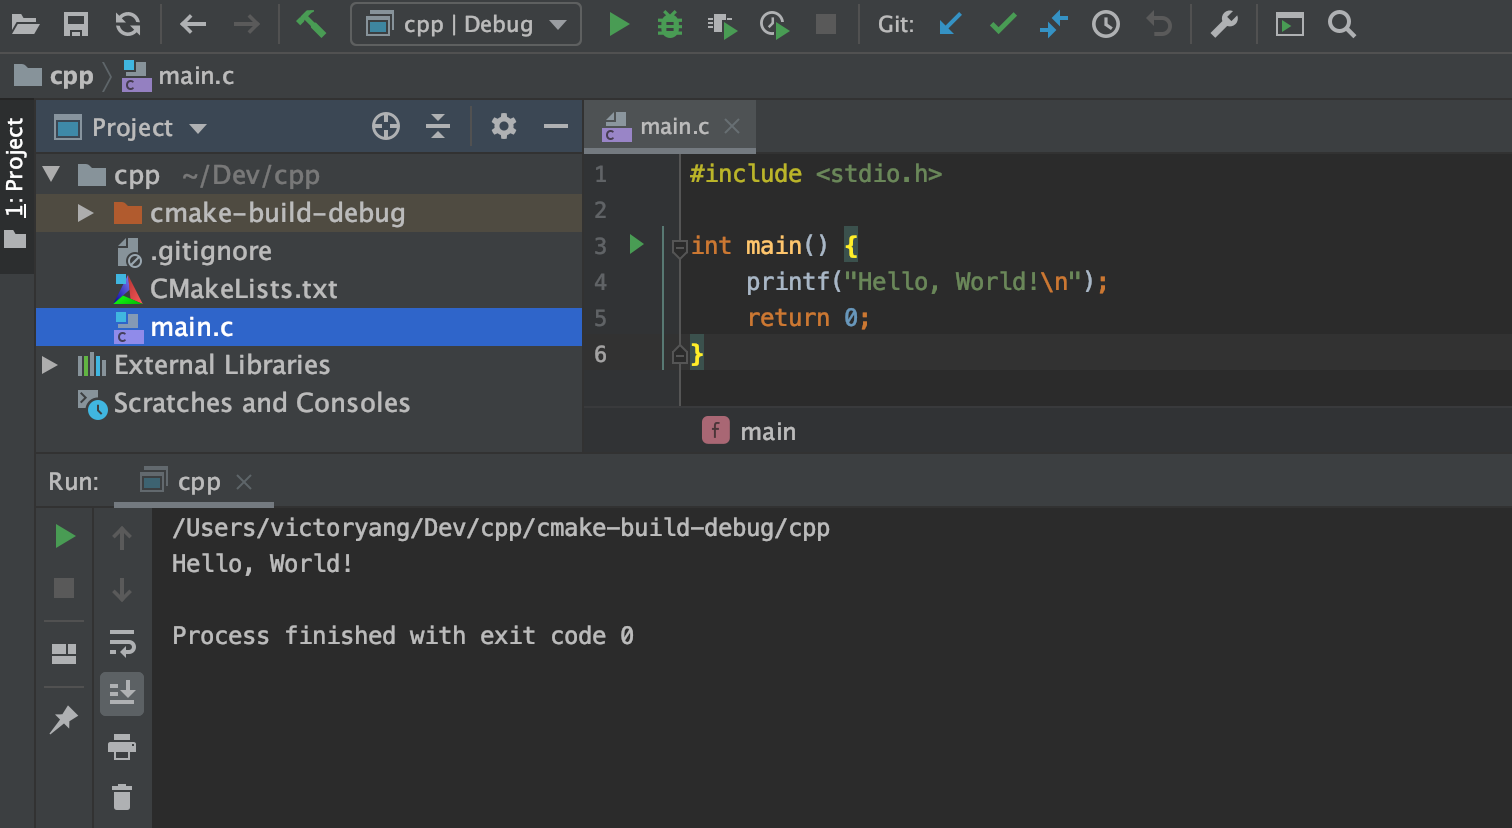 cpp | Debug
Git:
cpp
main.c
1: Project
Project
main.c
cpp ~/Dev/cpp
cmake-build-debug
.gitignore
CMakeLists.txt
main.c
External Libraries
Scratches and Consoles
1 #include <stdio.h>
2
3 int main() {
4 printf("Hello, World!\n");
5 return 0;
6 }
f main
Run: cpp
/Users/victoryang/Dev/cpp/cmake-build-debug/cpp
Hello, World!
Process finished with exit code 0